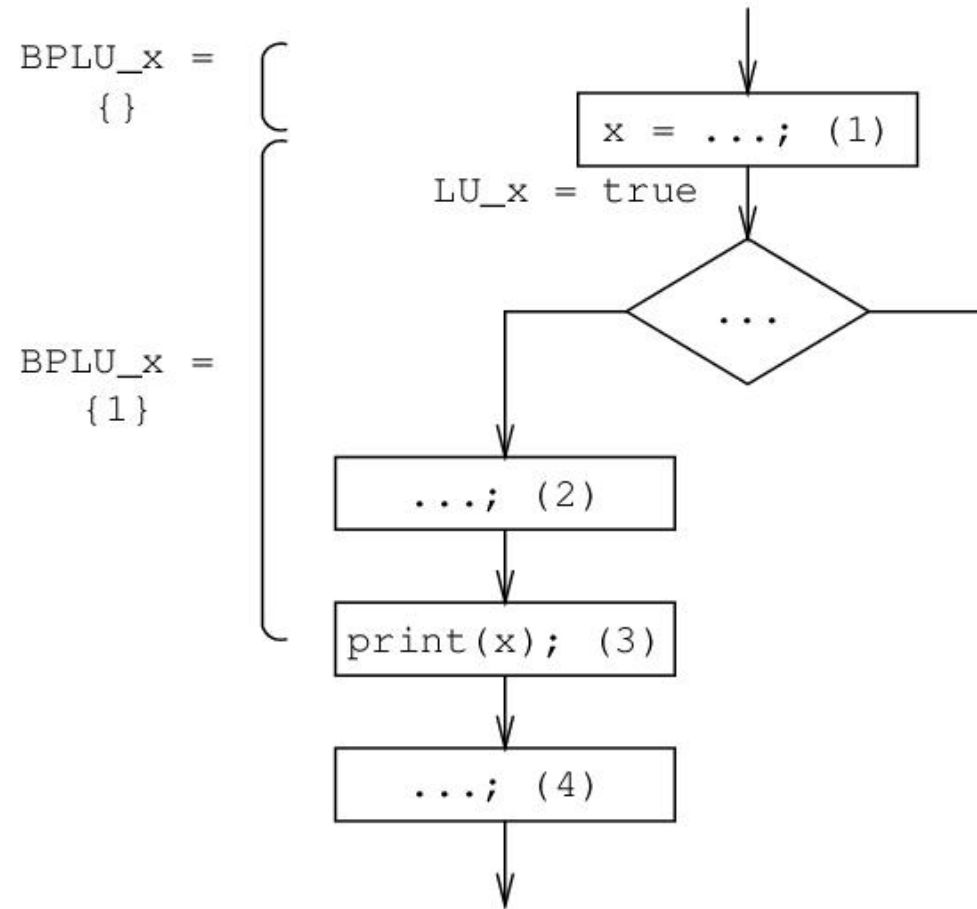 BPLU_x =
{}
x = ...; (1)
LU_x = true
...
BPLU_x =
{1}
...; (2)
print(x); (3)
...; (4)